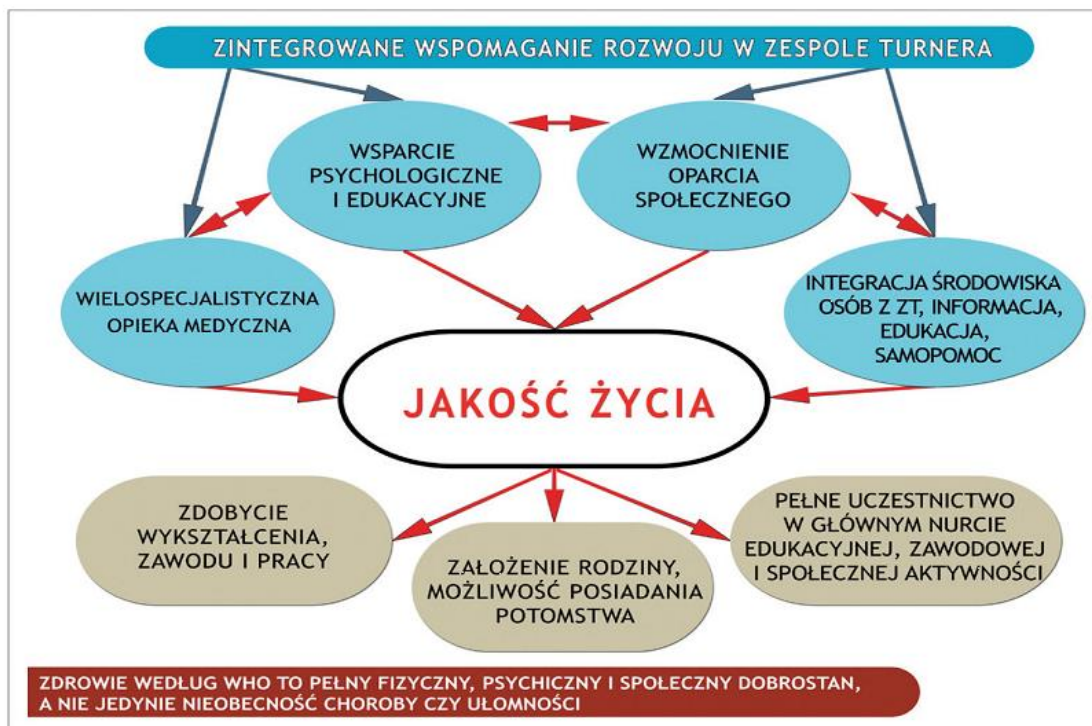 ZINTEGROWANE WSPOMAGANIE ROZWOJU W ZESPOLE TURNERA
WSPARCIE
PSYCHOLOGICZNE
I EDUKACYJNE
WZMOCNIENIE
OPARCIA
SPOŁECZNEGO
WIELOSPECJALISTYCZNA
OPIEKA MEDYCZNA
INTEGRACJA ŚRODOWISKA
OSÓB Z ZT, INFORMACJA,
EDUKACJA,
SAMOPOMOC
JAKOŚĆ ŻYCIA
ZDOBYCIE
WYKSZTAŁCENIA,
ZAWODU I PRACY
ZAŁOŻENIE RODZINY,
MOŻLIWOŚĆ POSIADANIA
POTOMSTWA
PEŁNE UCZESTNICTWO
W GŁÓWNYM NURCIE
EDUKACYJNEJ, ZAWODOWEJ
I SPOŁECZNEJ AKTYWNOŚCI
ZDROWIE WEDŁUG WHO TO PEŁNY FIZYCZNY, PSYCHICZNY I SPOŁECZNY DOBROSTAN,
A NIE JEDYNIE NIEOBECNOŚĆ CHOROBY CZY UŁOMNOŚCI